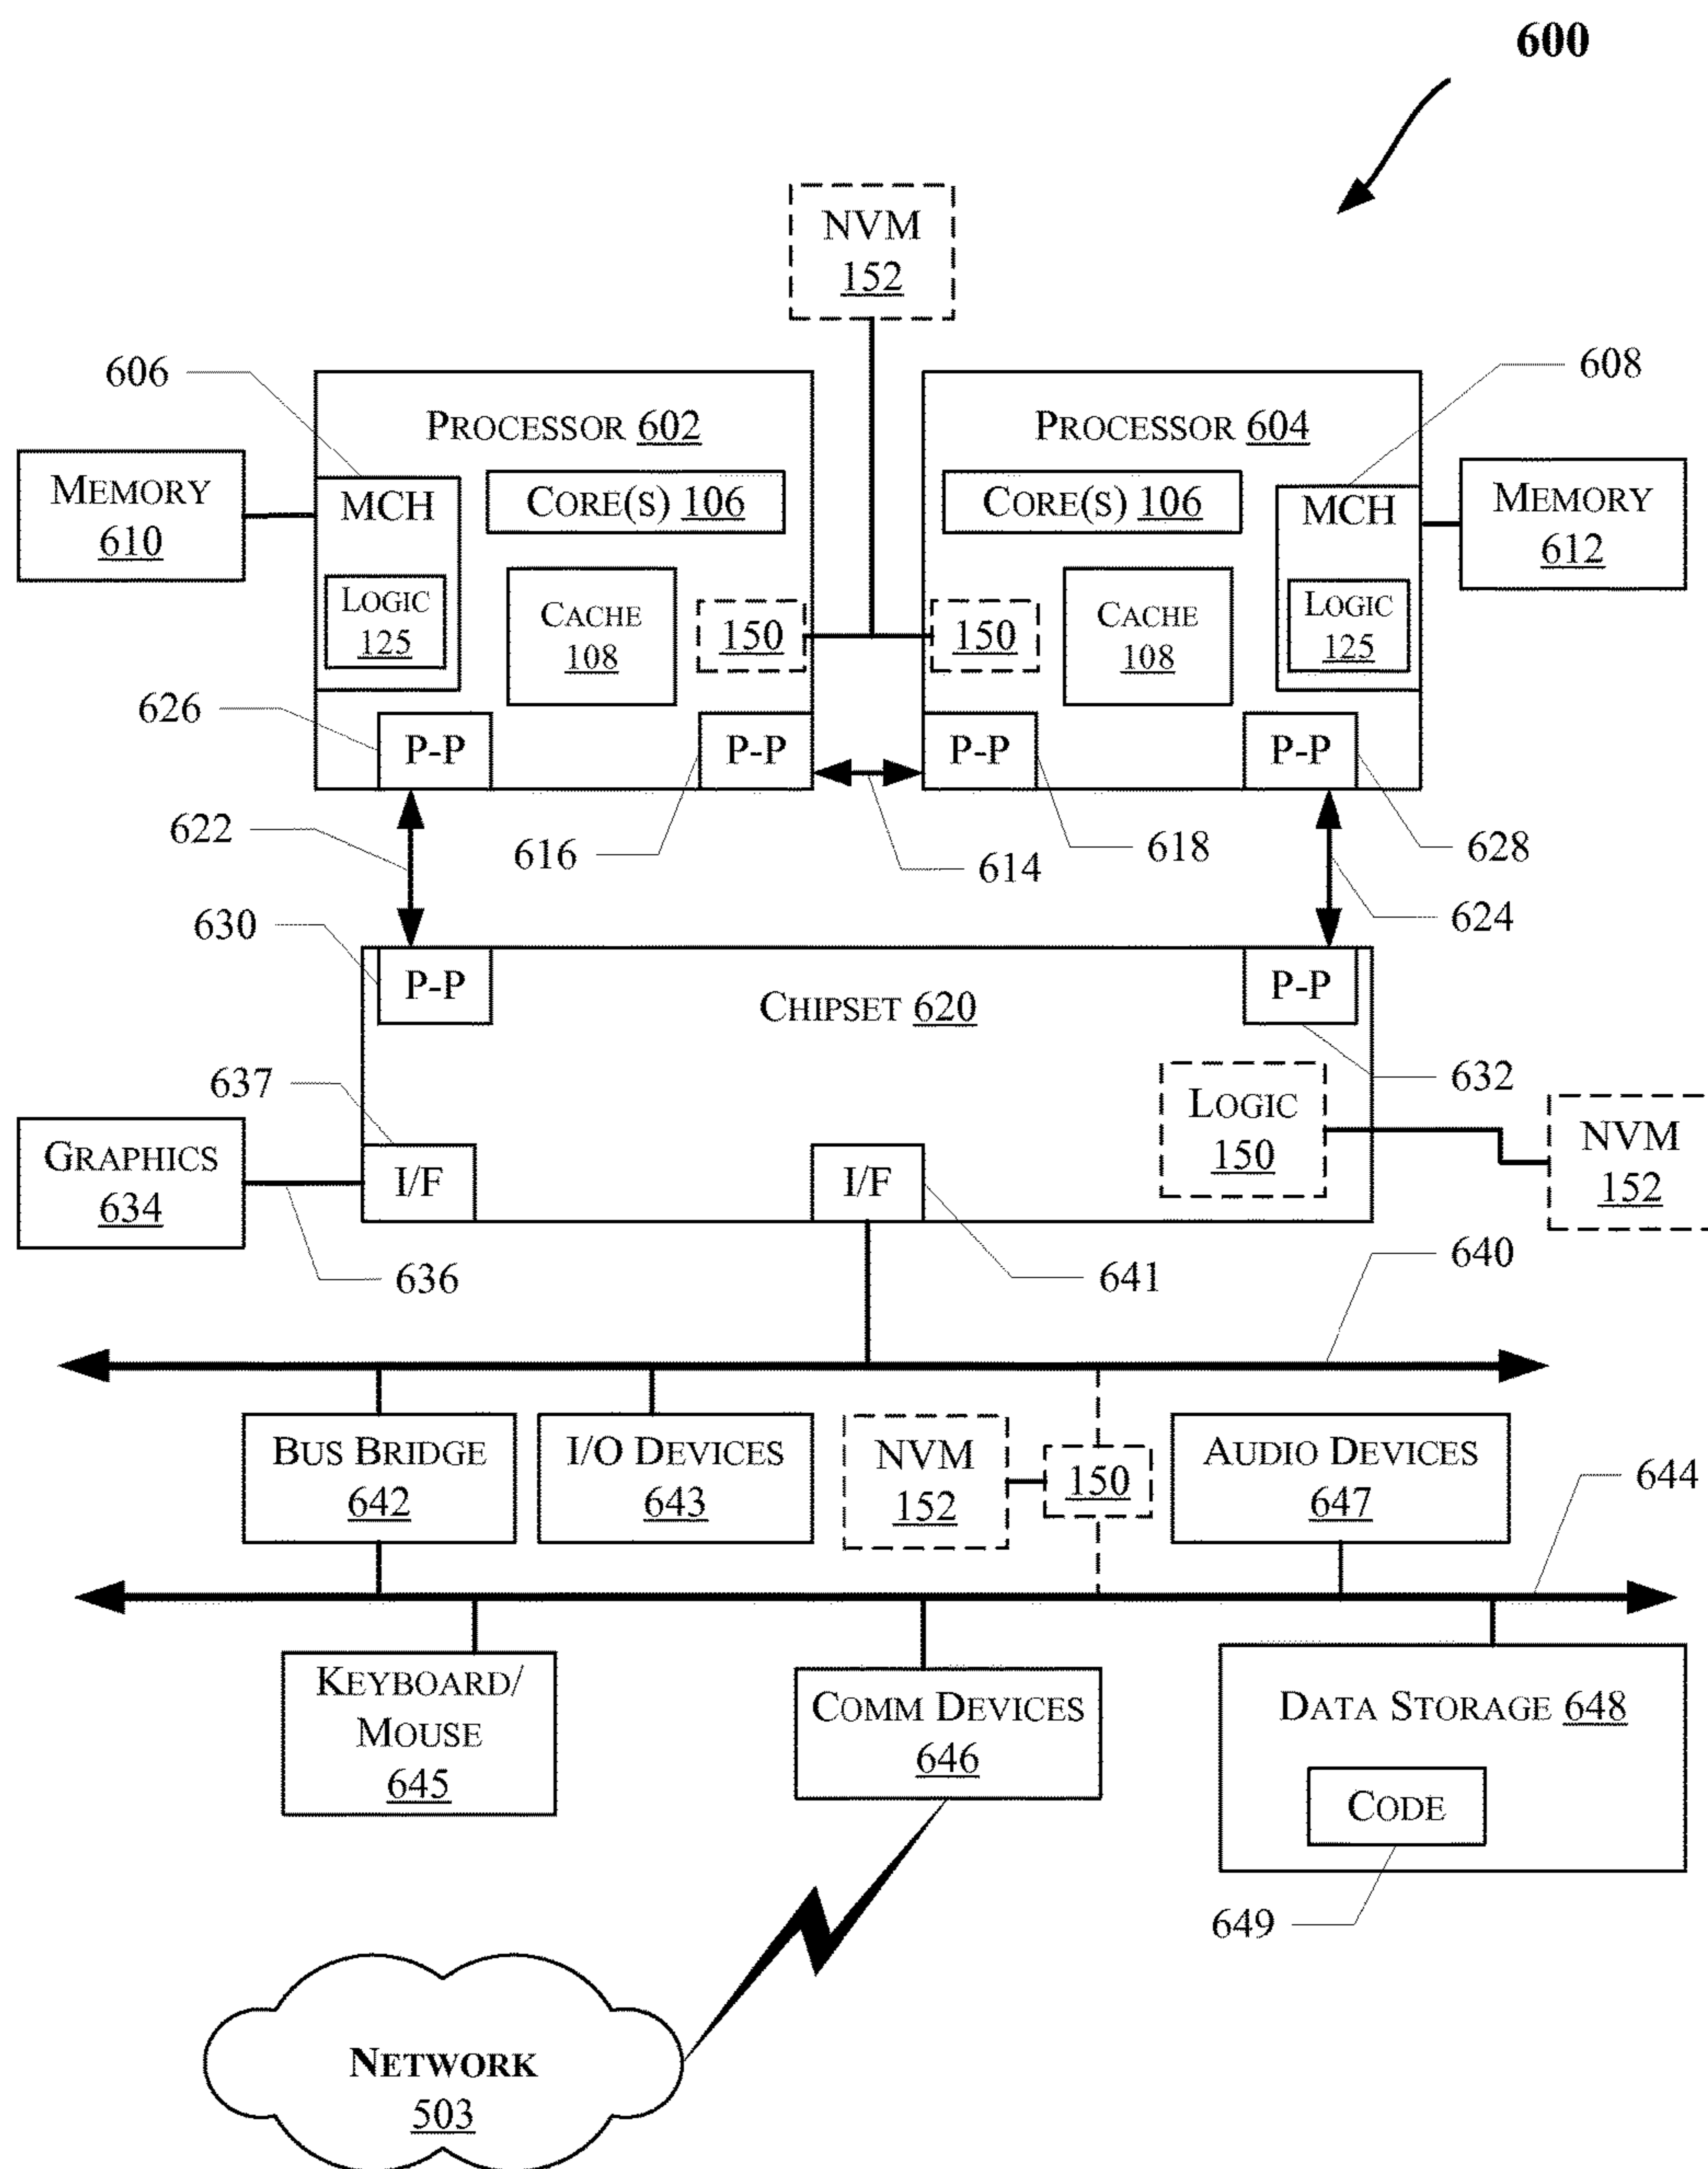 600
NVM
152
606
608
PROCESSOR 602
PROCESSOR 604
MEMORY
610
MCH
CORE(S) 106
CORE(S) 106
MCH
MEMORY
612
LOGIC
125
CACHE
108
150
150
CACHE
108
LOGIC
125
626
P-P
P-P
P-P
P-P
622
616
614
618
628
630
624
P-P
CHIPSET 620
P-P
637
632
LOGIC
150
NVM
152
GRAPHICS
634
I/F
I/F
636
641
640
BUS BRIDGE
642
I/O DEVICES
643
NVM
152
150
AUDIO DEVICES
647
644
KEYBOARD/
MOUSE
645
COMM DEVICES
646
DATA STORAGE 648
CODE
649
NETWORK
503